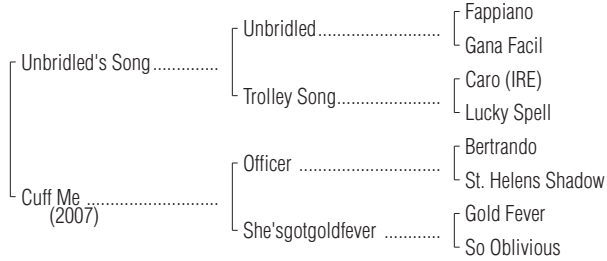 Fappiano
Unbridled........................
Gana Facil
Unbridled's Song.............
Caro (IRE)
Trolley Song....................
Lucky Spell
Bertrando
Officer ...........................
St. Helens Shadow
Cuff Me .........................
(2007)
Gold Fever
She'sgotgoldfever ...........
So Oblivious